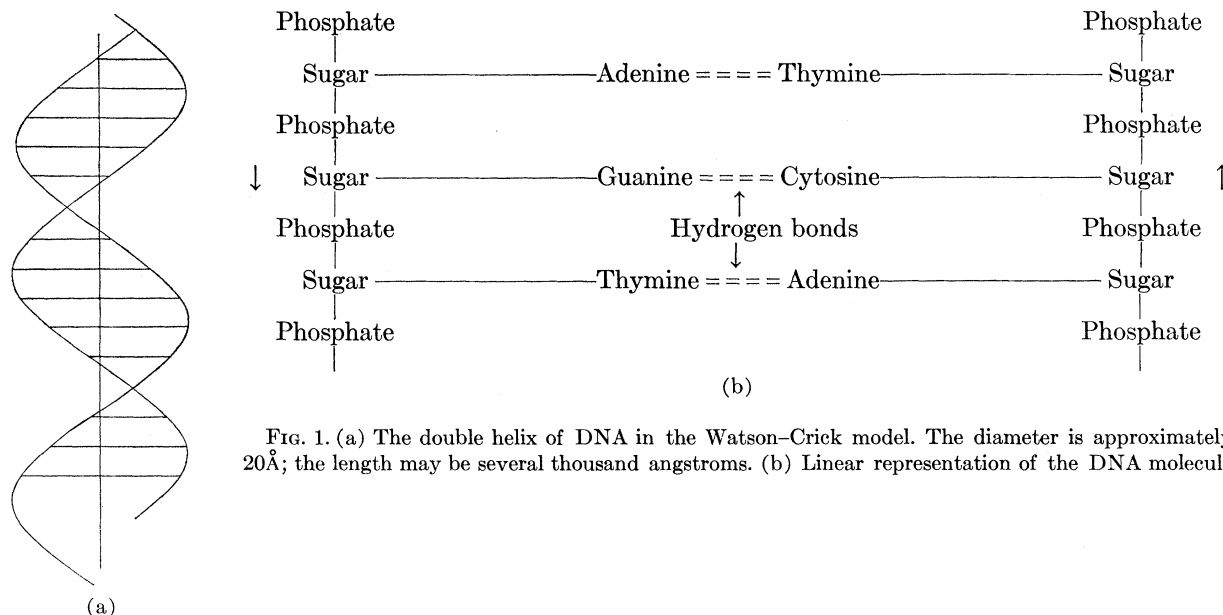 Phosphate Phosphate
Sugar Adenine ==== Thymine Sugar
Phosphate Phosphate
↓ Sugar Guanine ==== Cytosine Sugar ↑
Phosphate Hydrogen bonds Phosphate
Sugar Thymine ==== Adenine Sugar
Phosphate Phosphate
(b)
FIG. 1. (a) The double helix of DNA in the Watson–Crick model. The diameter is approximatel
20Å; the length may be several thousand angstroms. (b) Linear representation of the DNA molecul
(a)